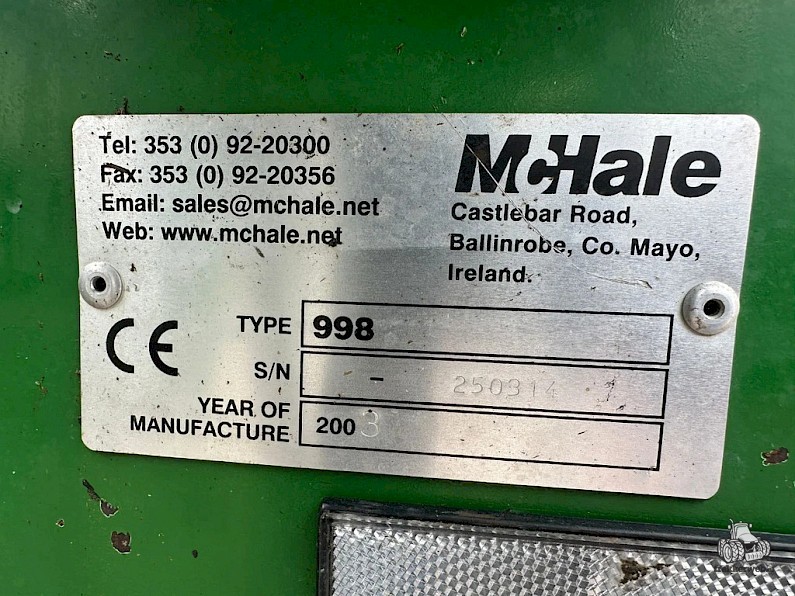 Tel: 353 (0) 92-20300
Fax: 353 (0) 92-20356
Email: sales@mchale.net
Web: www.mchale.net
McHale
Castlebar Road,
Ballinrobe, Co. Mayo,
Ireland.
CE
TYPE 998
S/N - 250314
YEAR OF
MANUFACTURE 2003